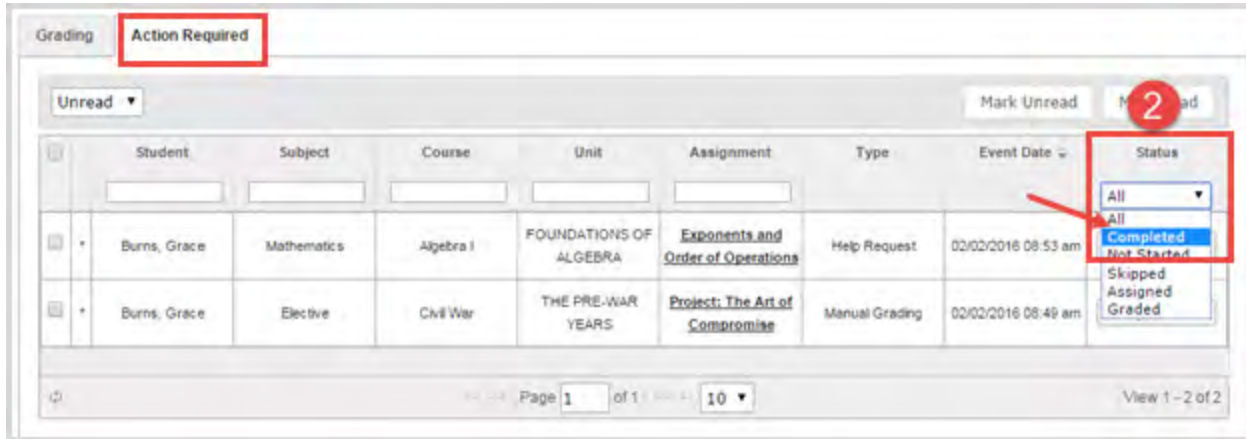 Grading Action Required
Unread
Mark Unread
2
Student Subject Course Unit Assignment Type Event Date Status
All
All
Completed
Not Started
Skipped
Assigned
Graded
Burns, Grace Mathematics Algebra I FOUNDATIONS OF ALGEBRA Exponents and Order of Operations Help Request 02/02/2016 08:53 am
Burns, Grace Elective Civil War THE PRE-WAR YEARS Project: The Art of Compromise Manual Grading 02/02/2016 08:49 am
Page 1 of 1 10 View 1 - 2 of 2